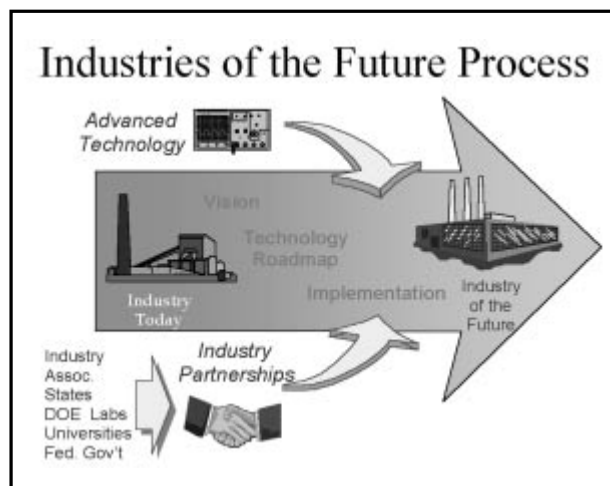 Industries of the Future Process
Advanced
Technology
Vision
Technology
Roadmap
Implementation
Industry
Today
Industry
of the
Future
Industry
Assoc.
States
DOE Labs
Universities
Fed. Gov't
Industry
Partnerships